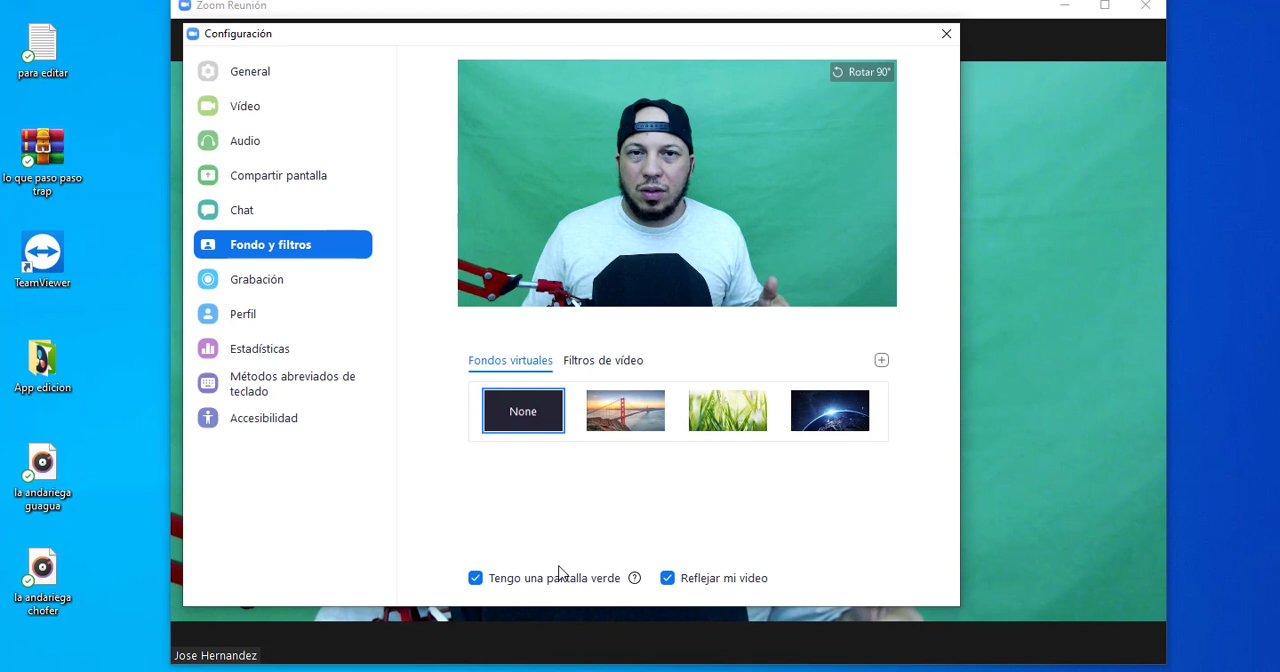 Zoom Reunión
Configuración
para editar
lo que paso paso
trap
TeamViewer
App edicion
la andariega
guagua
la andariega
chofer
General
Vídeo
Audio
Compartir pantalla
Chat
Fondo y filtros
Grabación
Perfil
Estadísticas
Métodos abreviados de
teclado
Accesibilidad
Rotar 90°
Fondos virtuales
Filtros de vídeo
None
Tengo una pantalla verde
Reflejar mi video
Jose Hernandez